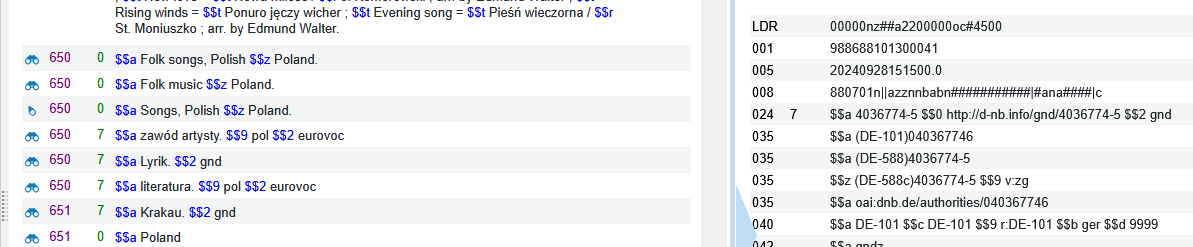 Rising winds = $$t Ponuro jęczy wicher ; $$t Evening song = $$t Pieśń wieczorna / $$r
St. Moniuszko ; arr. by Edmund Walter.
650 0 $$a Folk songs, Polish $$z Poland.
650 0 $$a Folk music $$z Poland.
650 0 $$a Songs, Polish $$z Poland.
650 7 $$a zawód artysty. $$9 pol $$2 eurovoc
650 7 $$a Lyrik. $$2 gnd
650 7 $$a literatura. $$9 pol $$2 eurovoc
651 7 $$a Krakau. $$2 gnd
651 0 $$a Poland
LDR 00000nz##a2200000oc#4500
001 988688101300041
005 20240928151500.0
008 880701n||azznnbabn###########|#ana####|c
024 7 $$a 4036774-5 $$0 http://d-nb.info/gnd/4036774-5 $$2 gnd
035 $$a (DE-101)040367746
035 $$a (DE-588)4036774-5
035 $$z (DE-588c)4036774-5 $$9 v:zg
035 $$a oai:dnb.de/authorities/040367746
040 $$a DE-101 $$c DE-101 $$9 r:DE-101 $$b ger $$d 9999
042 $$a gndz